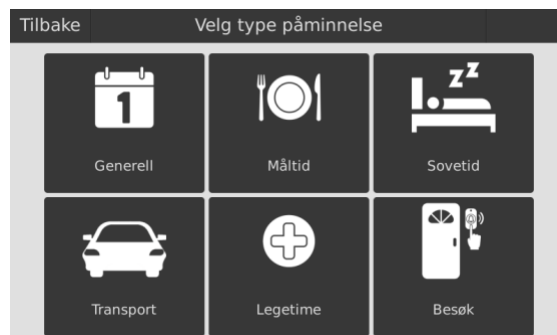 Tilbake
Velg type påminnelse
1
Z Z
Generell
Måltid
Sovetid
Transport
Legetime
Besøk